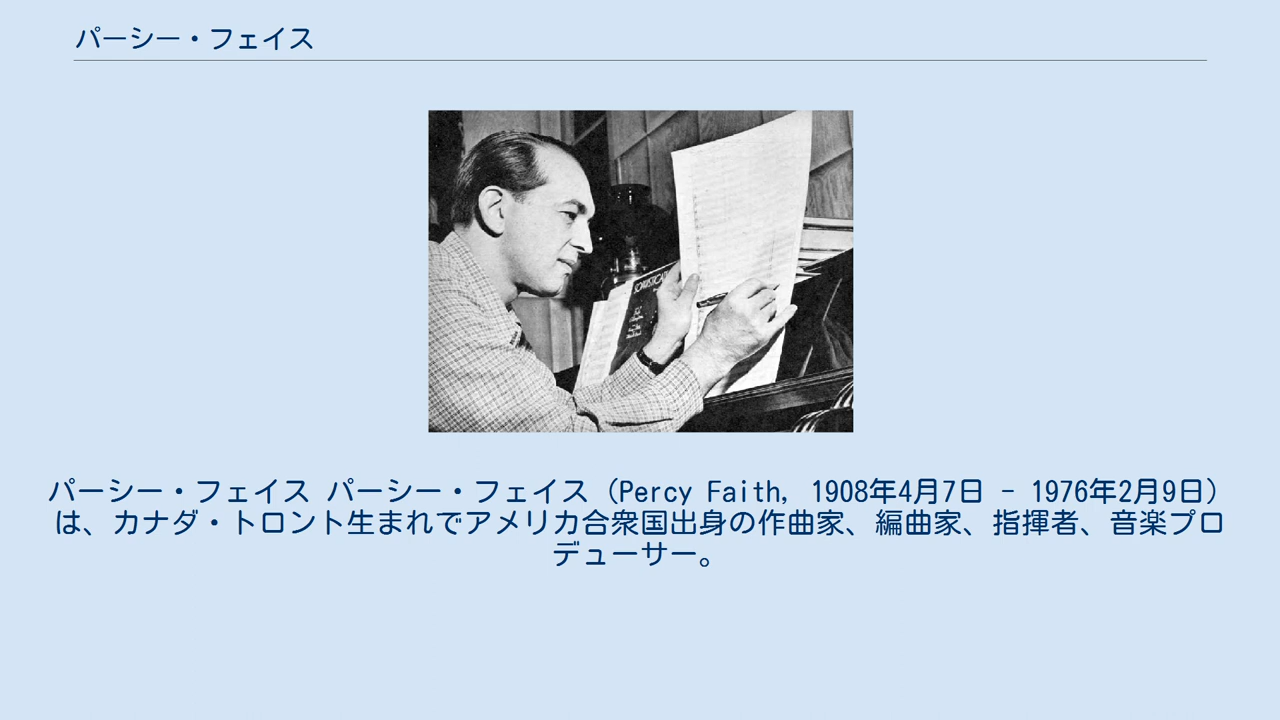 パーシー・フェイス
パーシー・フェイス パーシー・フェイス（Percy Faith, 1908年4月7日 - 1976年2月9日）
は、カナダ・トロント生まれでアメリカ合衆国出身の作曲家、編曲家、指揮者、音楽プロ
デューサー。